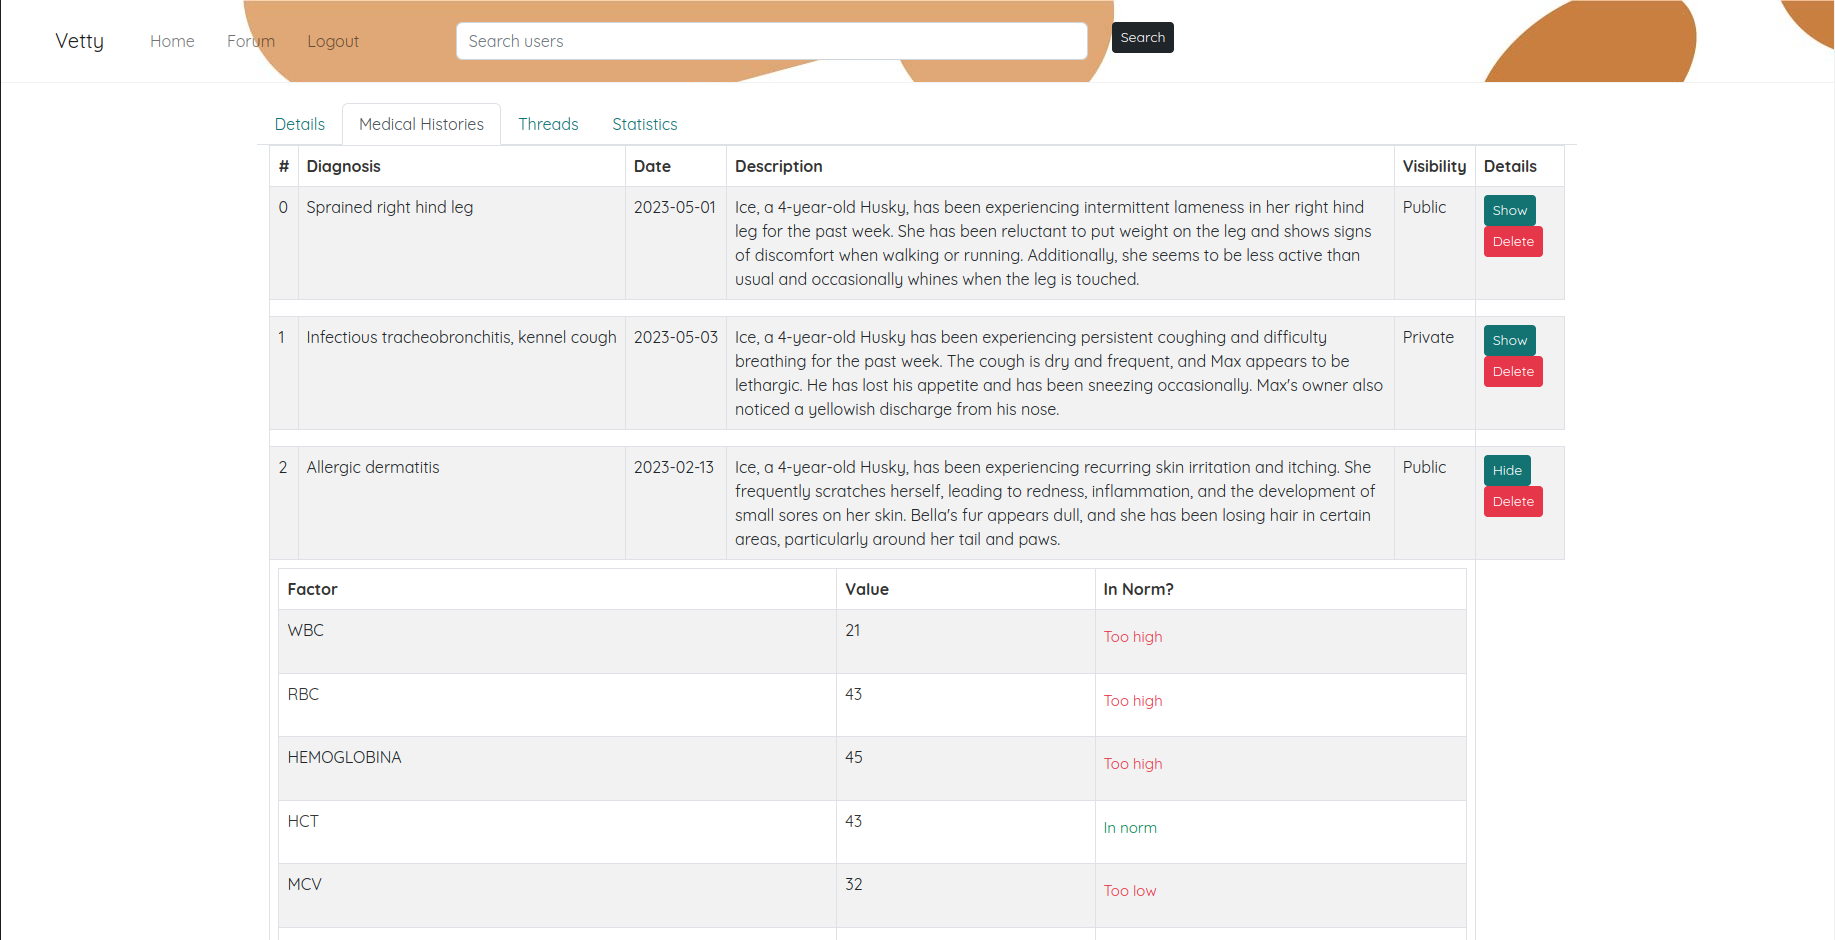 Vetty Home Forum Logout Search users Search
Details Medical Histories Threads Statistics
# Diagnosis Date Description Visibility Details
0 Sprained right hind leg 2023-05-01 Ice, a 4-year-old Husky, has been experiencing intermittent lameness in her right hind Public Show
leg for the past week. She has been reluctant to put weight on the leg and shows signs
Delete
of discomfort when walking or running. Additionally, she seems to be less active than
usual and occasionally whines when the leg is touched.
1 Infectious tracheobronchitis, kennel cough 2023-05-03 Ice, a 4-year-old Husky has been experiencing persistent coughing and difficulty Private Show
breathing for the past week. The cough is dry and frequent, and Max appears to be
Delete
lethargic. He has lost his appetite and has been sneezing occasionally. Max's owner also
noticed a yellowish discharge from his nose.
2 Allergic dermatitis 2023-02-13 Ice, a 4-year-old Husky, has been experiencing recurring skin irritation and itching. She Public Hide
frequently scratches herself, leading to redness, inflammation, and the development of
Delete
small sores on her skin. Bella's fur appears dull, and she has been losing hair in certain
areas, particularly around her tail and paws.
Factor Value In Norm?
WBC 21 Too high
RBC 43 Too high
HEMOGLOBINA 45 Too high
HCT 43 In norm
MCV 32 Too low